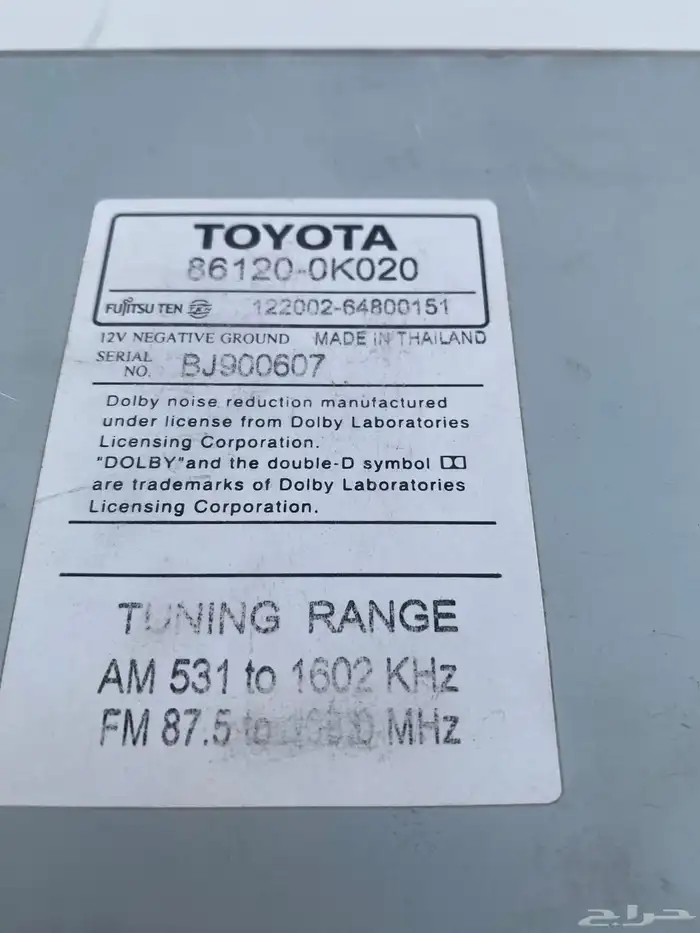 TOYOTA
86120-0K020
FUJITSU TEN 122002-64800151
12V NEGATIVE GROUND MADE IN THAILAND
SERIAL NO. BJ900607
Dolby noise reduction manufactured
under license from Dolby Laboratories
Licensing Corporation.
"DOLBY"and the double-D symbol
are trademarks of Dolby Laboratories
Licensing Corporation.
TUNING RANGE
AM 531 to 1602 KHz
FM 87.5 to MHz
حراج